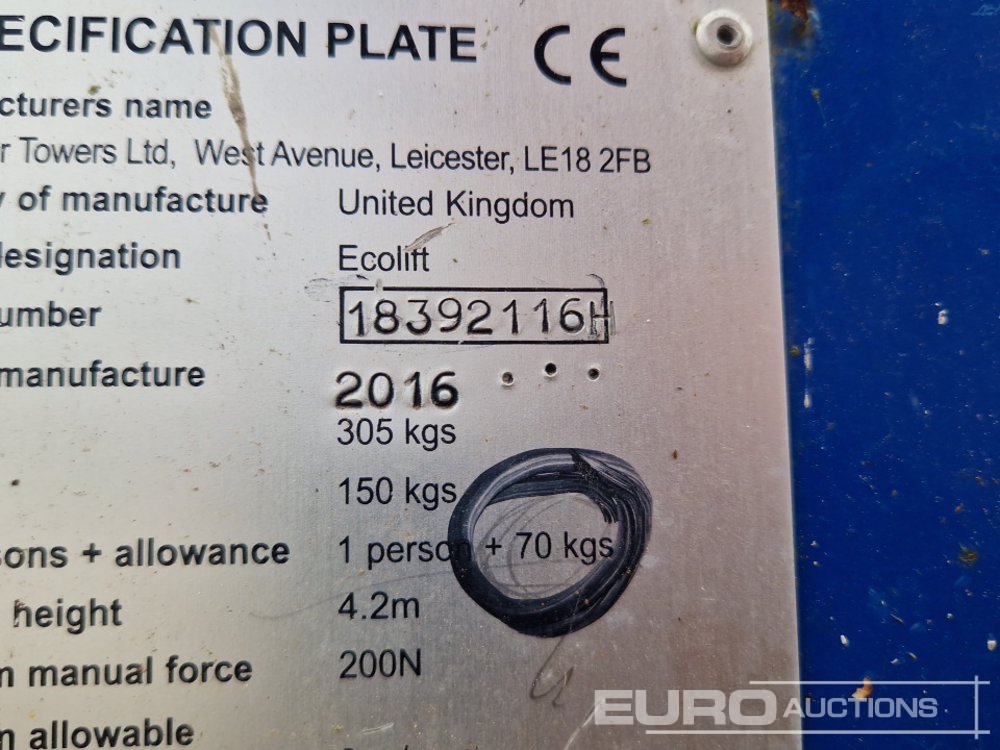 ECIFICATION PLATE CE
cturers name
r Towers Ltd, West Avenue, Leicester, LE18 2FB
y of manufacture United Kingdom
designation Ecolift
umber 18392116H
manufacture 2016
305 kgs
150 kgs
sons + allowance 1 person + 70 kgs
height 4.2m
m manual force 200N
m allowable
EURO AUCTIONS